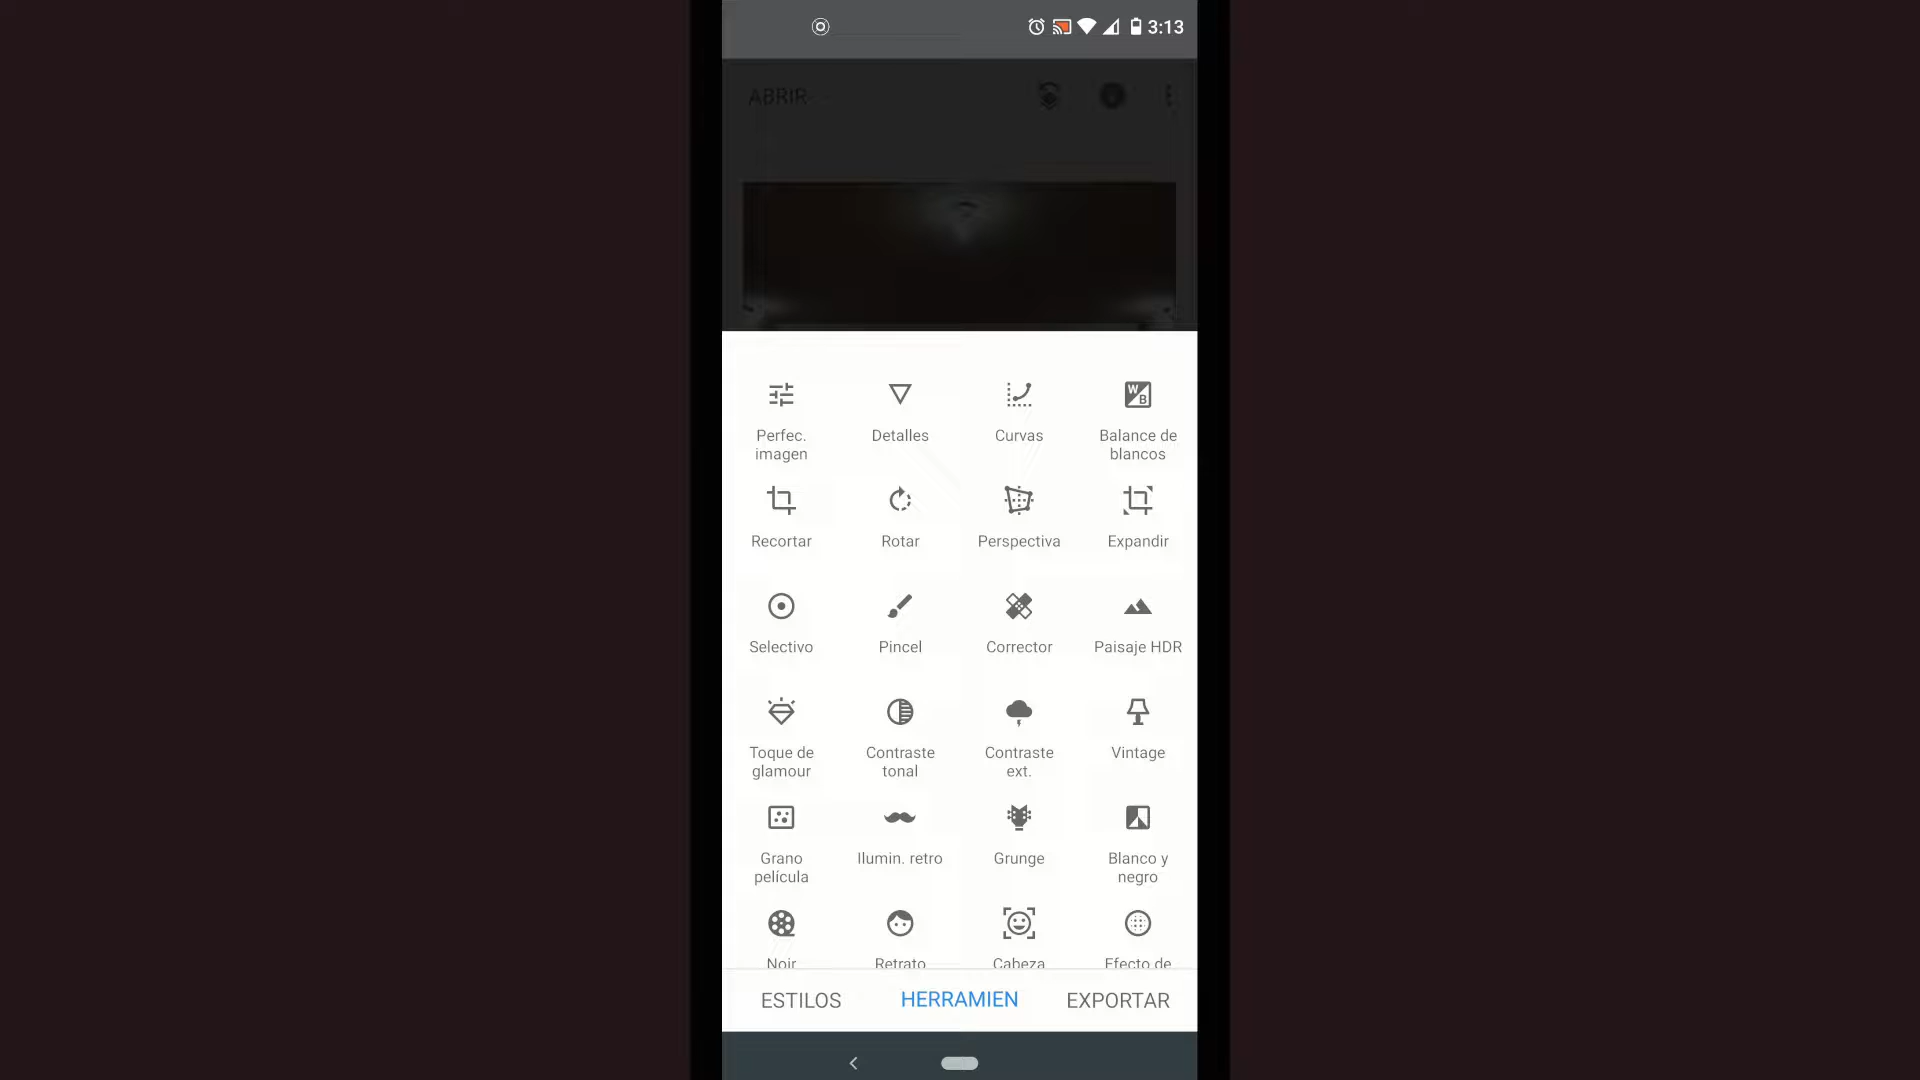 3:13
ABRIR
Perfec.
imagen
Detalles
Curvas
Balance de
blancos
Recortar
Rotar
Perspectiva
Expandir
Selectivo
Pincel
Corrector
Paisaje HDR
Toque de
glamour
Contraste
tonal
Contraste
ext.
Vintage
Grano
película
Ilumin. retro
Grunge
Blanco y
negro
Noir
Retrato
Cabeza
Efecto de
ESTILOS
HERRAMIEN
EXPORTAR